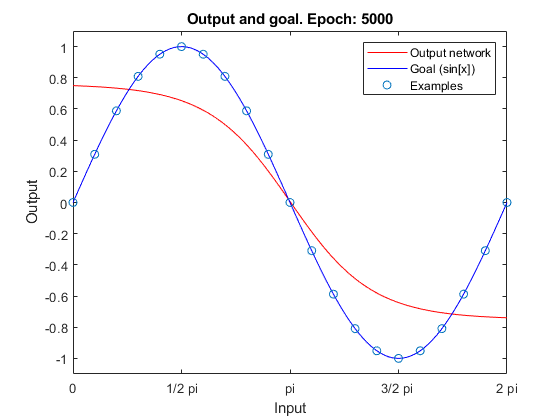 Output and goal. Epoch: 5000
Output network
Goal (sin[x])
Examples
Output
1
0.8
0.6
0.4
0.2
0
-0.2
-0.4
-0.6
-0.8
-1
0 1/2 pi pi 3/2 pi 2 pi
Input